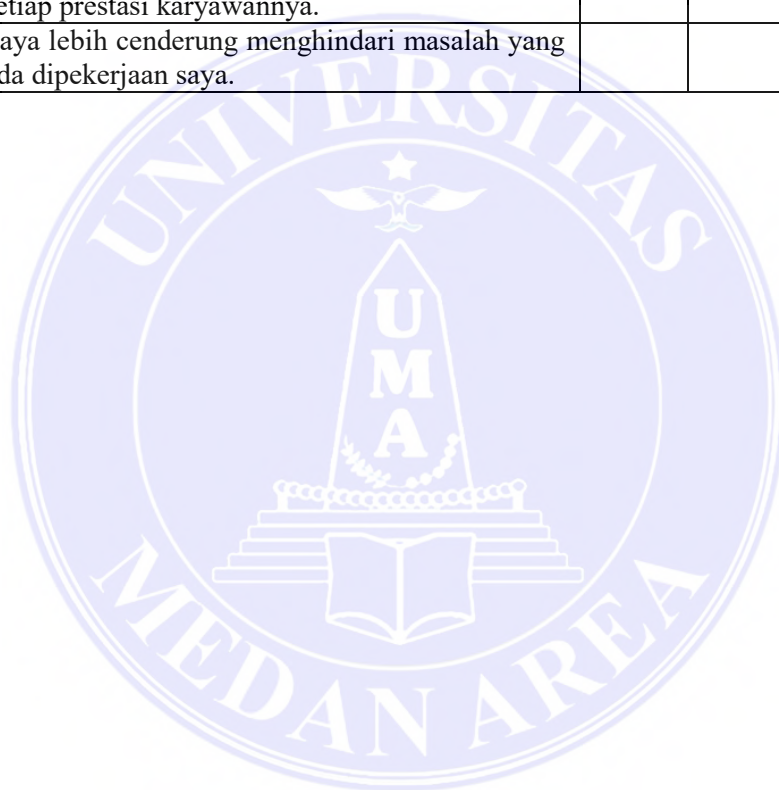 etiap prestasi karyawannya.
aya lebih cenderung menghindari masalah yang
da dipekerjaan saya.
UNIVERSITAS
U
M
A
MEDAN AREA